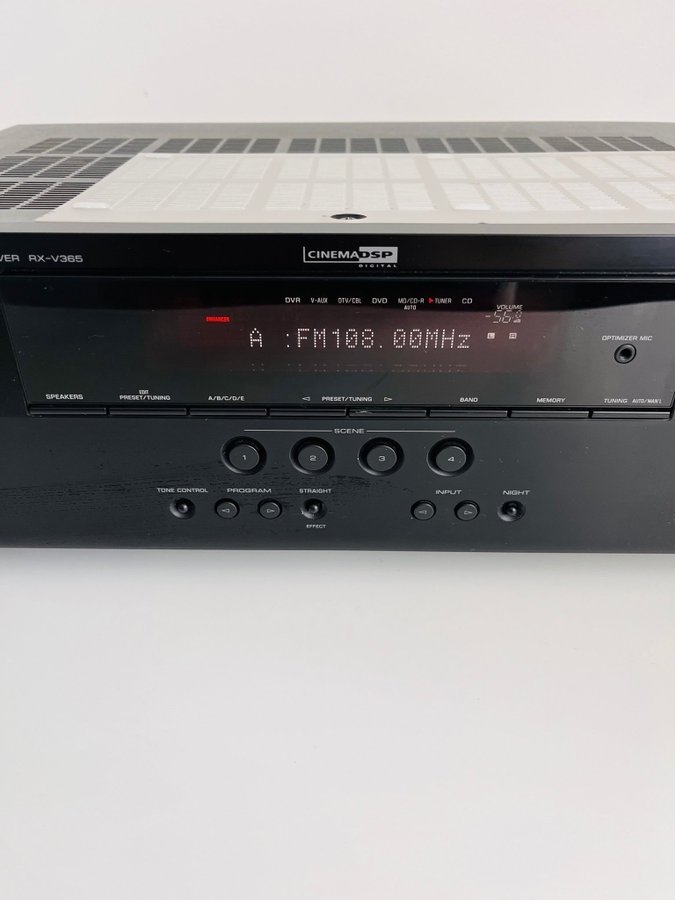 VER RX-V365
CINEMA DSP
DIGITAL
DVR V-AUX DTV/CBL DVD MD/CD-R TUNER CD
AUTO
VOLUME
ENHANCER
A :FM108.00MHz
L R
OPTIMIZER MIC
SPEAKERS
EDIT
PRESET/TUNING
A/B/C/D/E
PRESET/TUNING
BAND
MEMORY
TUNING AUTO/MAN'L
SCENE
1 2 3 4
TONE CONTROL
PROGRAM
STRAIGHT
EFFECT
INPUT
NIGHT